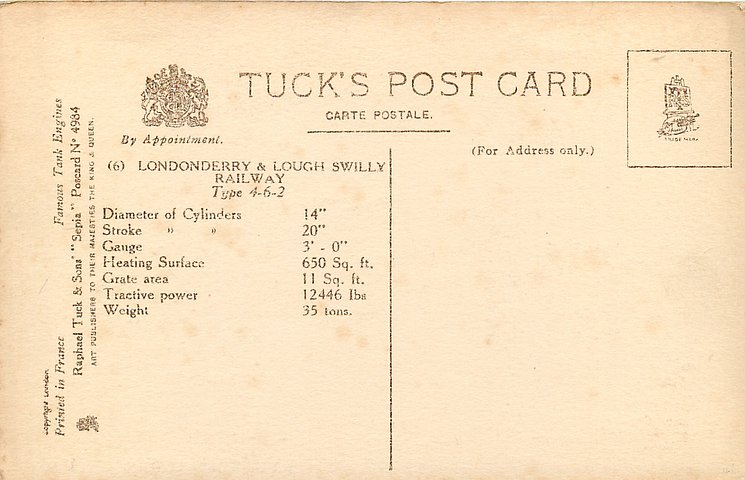 TUCK'S POST CARD
CARTE POSTALE.
By Appointment.
(For Address only.)
(6) LONDONDERRY & LOUGH SWILLY
RAILWAY
Type 4-6-2
Diameter of Cylinders 14"
Stroke " " 20"
Gauge 3' - 0"
Heating Surface 650 Sq. ft.
Grate area 11 Sq. ft.
Tractive power 12446 lbs
Weight 35 tons.
Copyright London
Printed in France Famous Tank Engines
Raphael Tuck & Sons' "Sepia" Postcard Nº 4984
ART PUBLISHERS TO THEIR MAJESTIES THE KING & QUEEN.
TRADE MARK